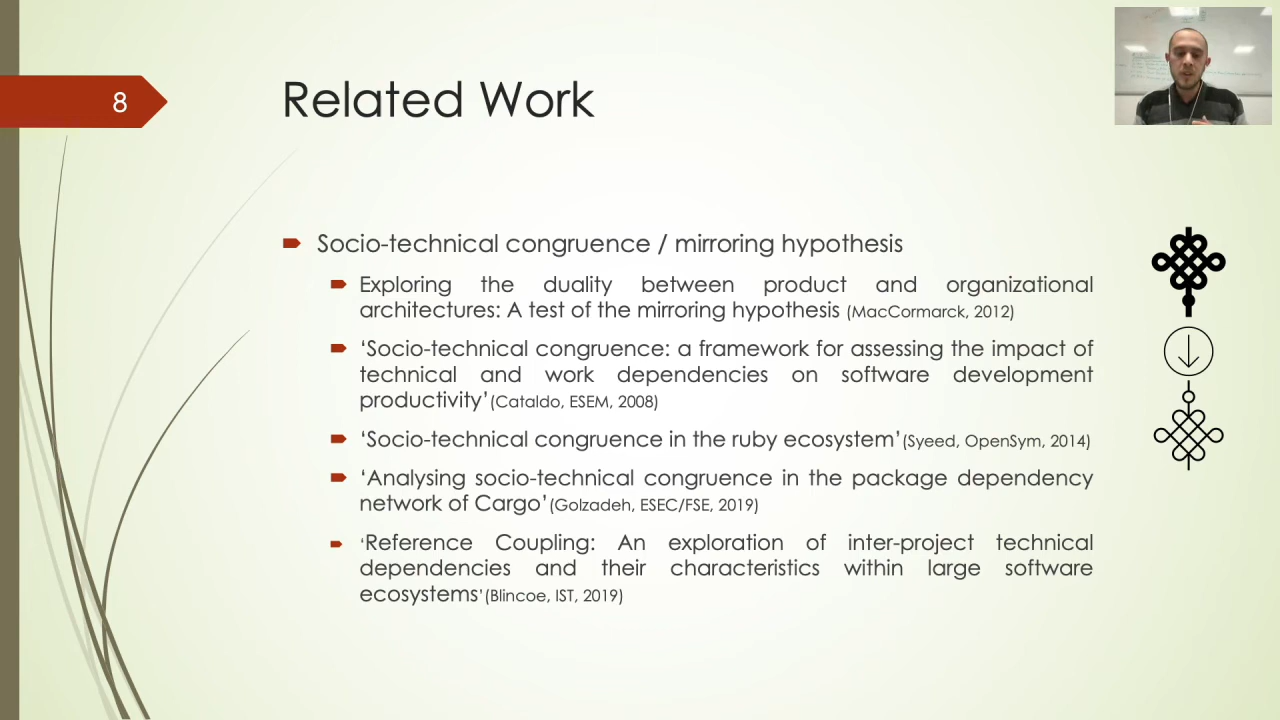 8
Related Work
Socio-technical congruence / mirroring hypothesis
Exploring the duality between product and organizational
architectures: A test of the mirroring hypothesis (MacCormarck, 2012)
‘Socio-technical congruence: a framework for assessing the impact of
technical and work dependencies on software development
productivity’(Cataldo, ESEM, 2008)
‘Socio-technical congruence in the ruby ecosystem’(Syeed, OpenSym, 2014)
‘Analysing socio-technical congruence in the package dependency
network of Cargo’(Golzadeh, ESEC/FSE, 2019)
‘Reference Coupling: An exploration of inter-project technical
dependencies and their characteristics within large software
ecosystems’(Blincoe, IST, 2019)